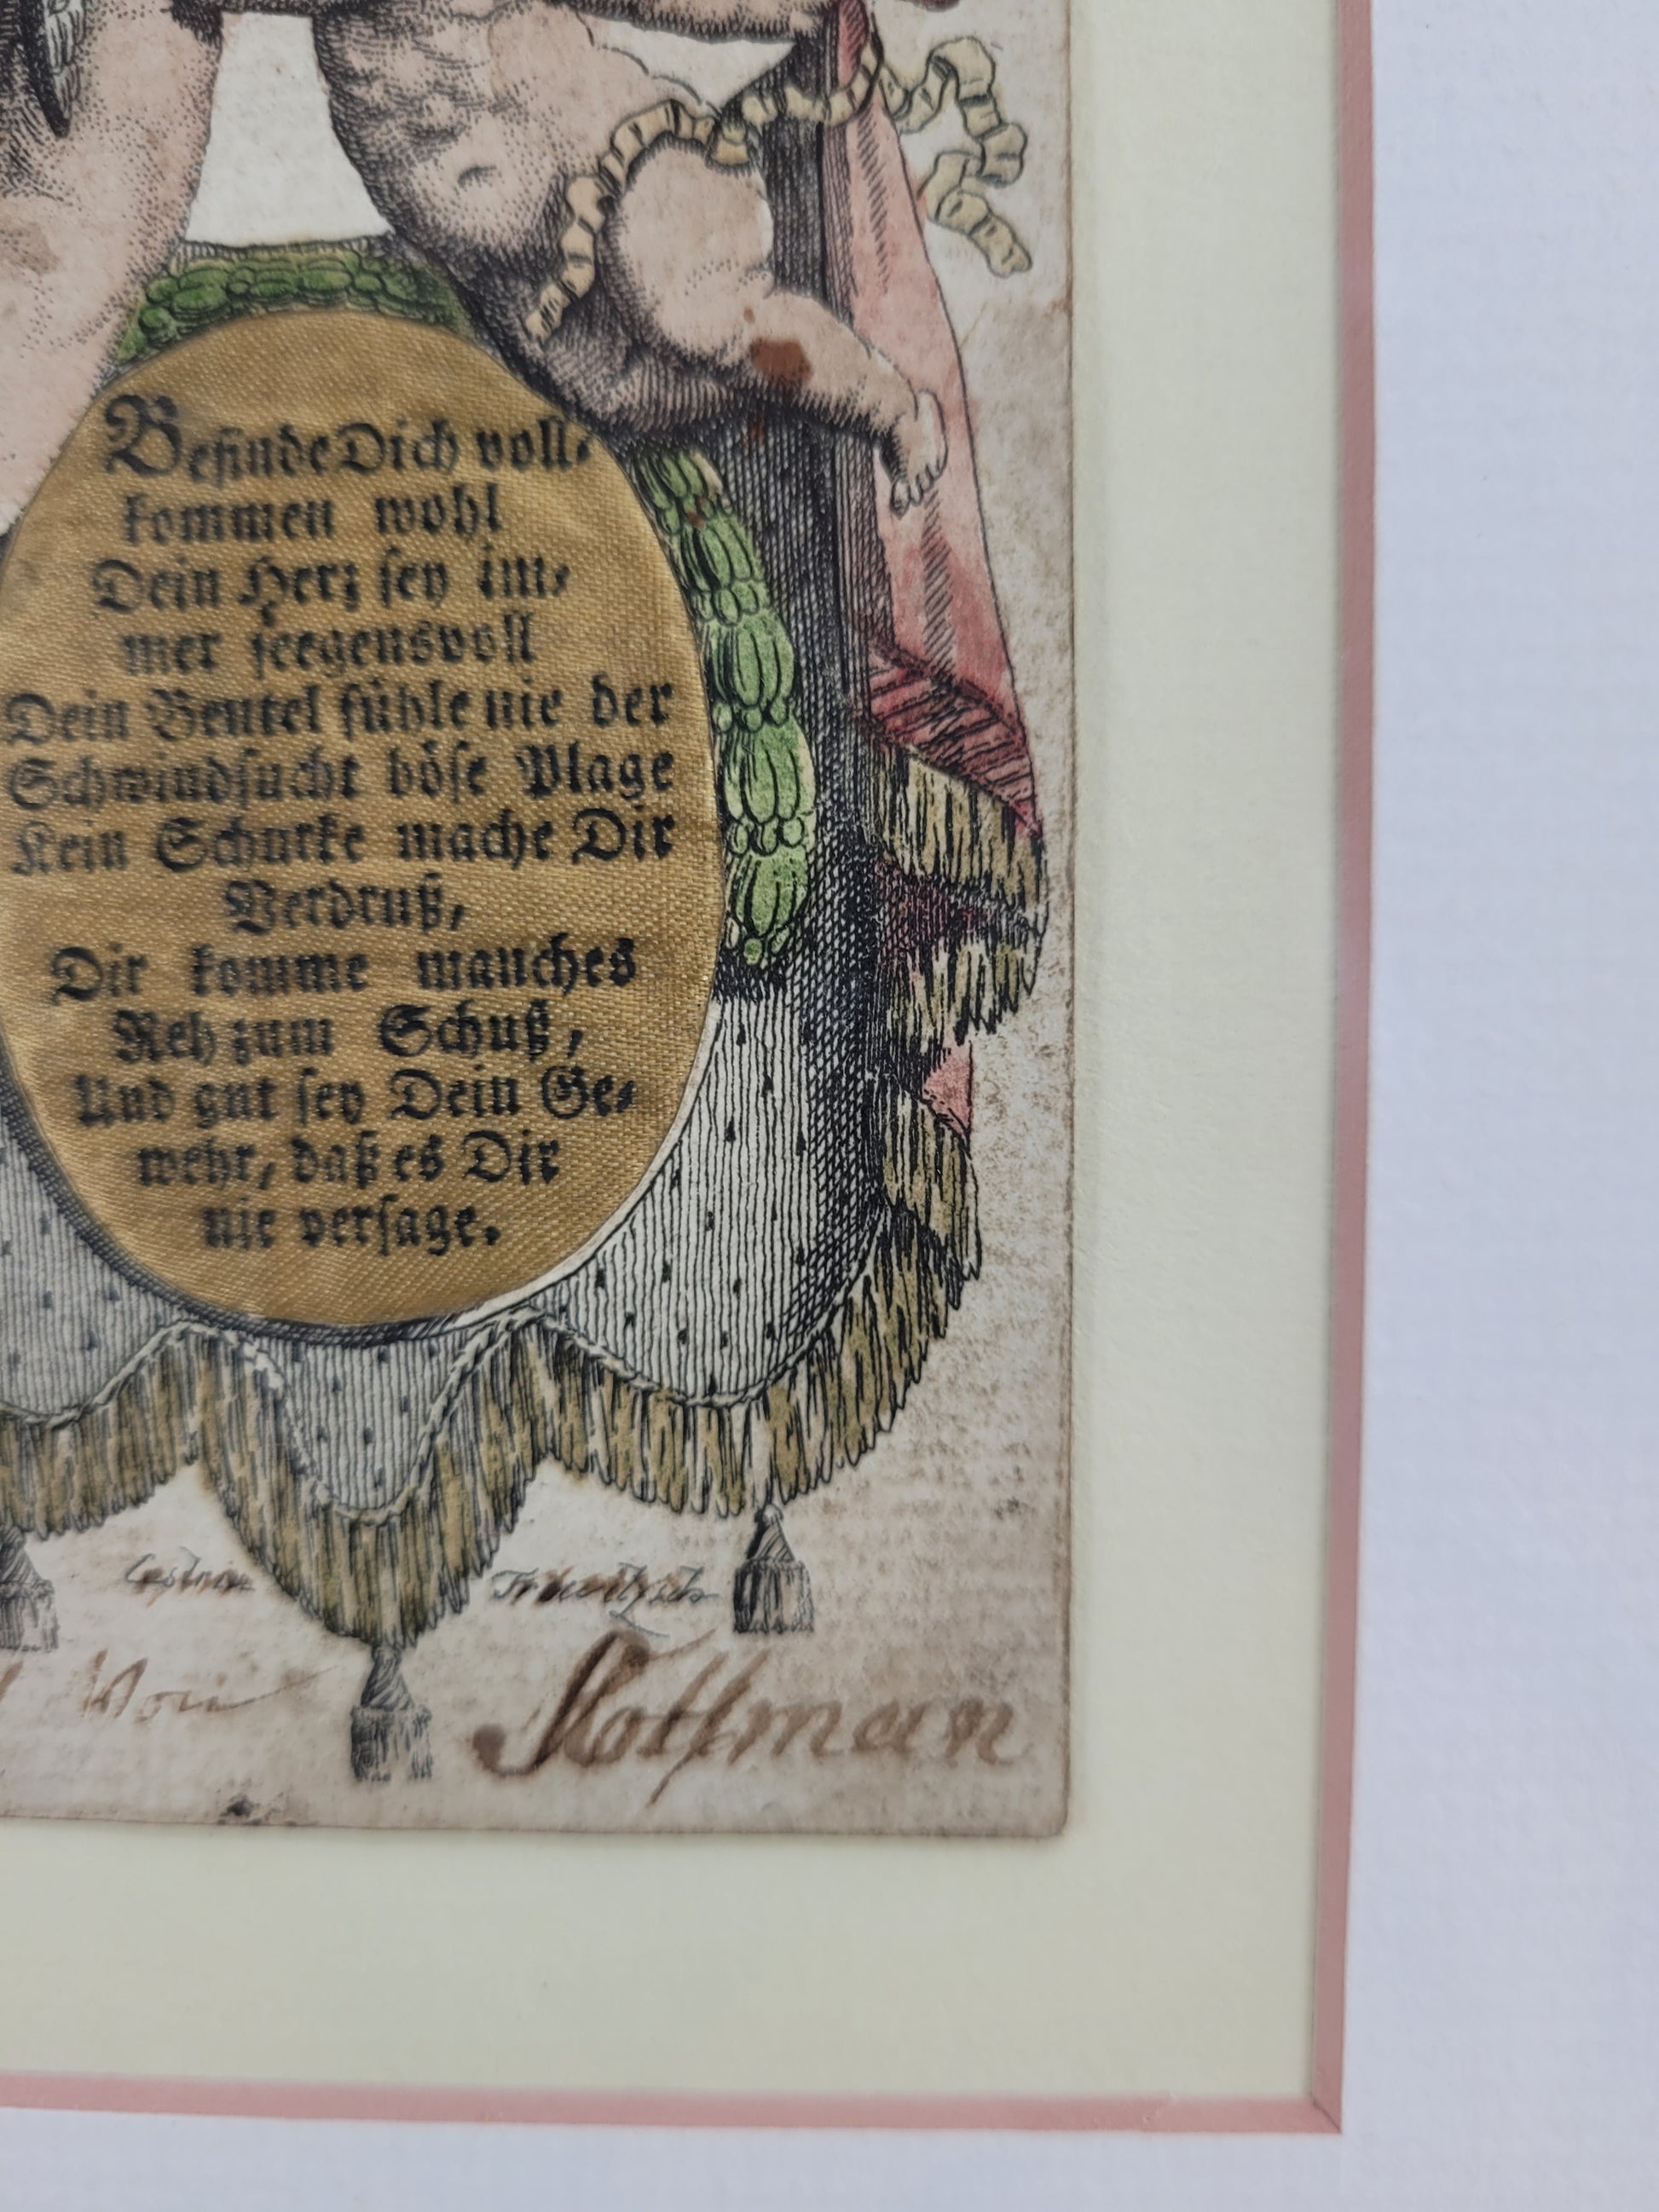 Befinde Dich voll-
kommen wohl
Dein Herz sey im-
mer seegensvoll
Dein Beutel fühle nie der
Schwindsucht böse Plage
Kein Schurke mache Dir
Verdruß,
Dir komme manches
Reh zum Schuß,
Und gut sey Dein Ge-
wehr, daß es Dir
nie versage.